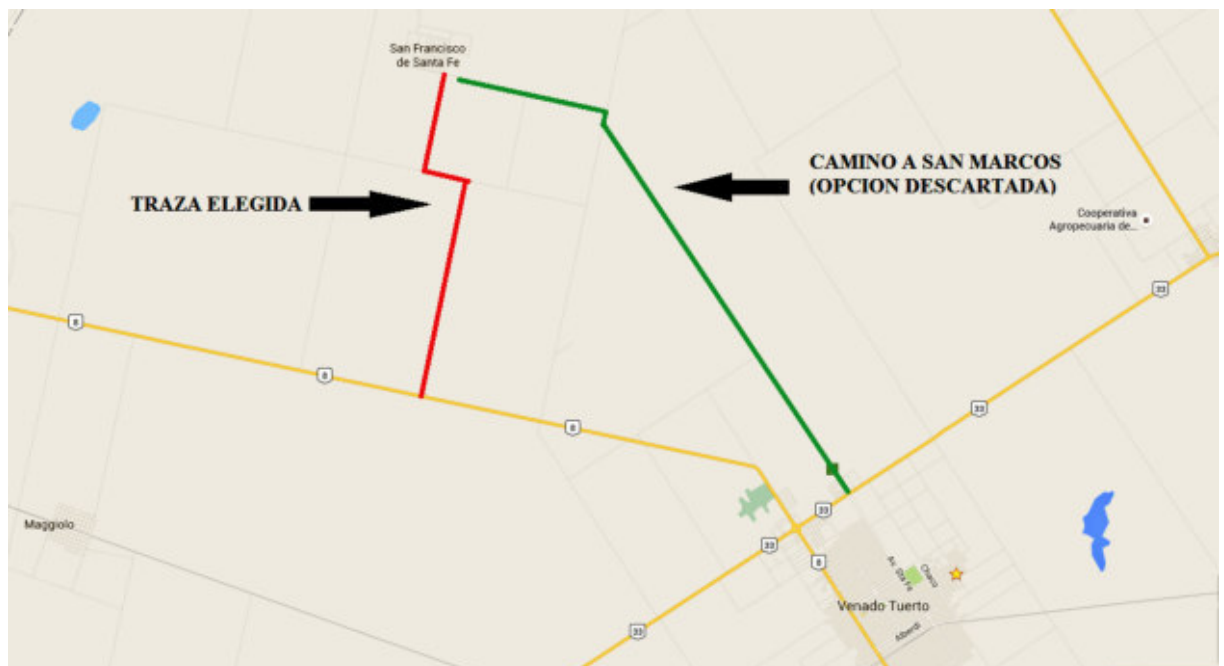 San Francisco
de Santa Fe
CAMINO A SAN MARCOS
(OPCION DESCARTADA)
TRAZA ELEGIDA
Cooperativa
Agropecuaria de...
33
8
8
33
8
Maggiolo
33
33
8
Av. Sta Fe
Chaco
Venado Tuerto
Alberdi
33